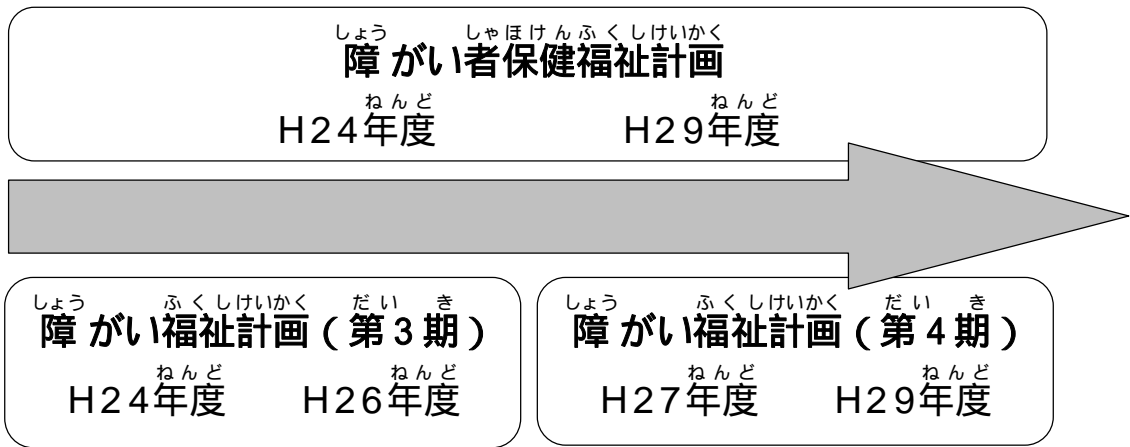 しょう しゃほけんふくしけいかく
障がい者保健福祉計画
ねんど ねんど
H24年度 H29年度
しょう ふくしけいかく だい き
障がい福祉計画(第3期)
ねんど ねんど
H24年度 H26年度
しょう ふくしけいかく だい き
障がい福祉計画(第4期)
ねんど ねんど
H27年度 H29年度